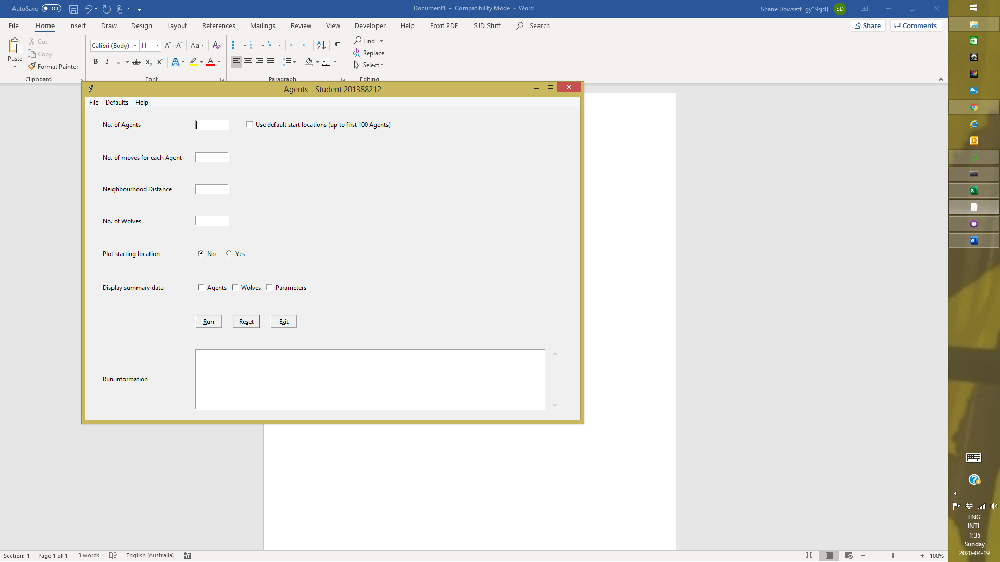 AutoSave Off
Document1 - Compatibility Mode - Word
Shane Dowsett [gy19sjd] SD
File Home Insert Draw Design Layout References Mailings Review View Developer Help Foxit PDF SJD Stuff Search
Share Comments
Paste
Cut
Copy
Format Painter
Clipboard
Calibri (Body) 11
Font
Paragraph
Find
Replace
Select
Editing
Agents - Student 201388212
File Defaults Help
No. of Agents
Use default start locations (up to first 100 Agents)
No. of moves for each Agent
Neighbourhood Distance
No. of Wolves
Plot starting location No Yes
Display summary data Agents Wolves Parameters
Run Reset Exit
Run information
ENG
INTL
1:35
Sunday
2020-04-19
Section: 1 Page 1 of 1 3 words English (Australia) 100%